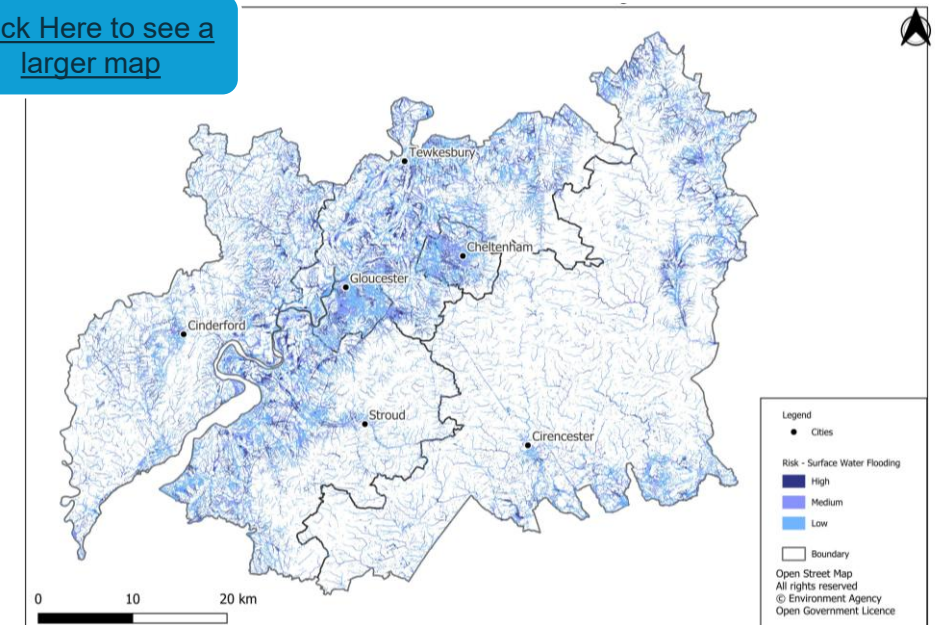 ck Here to see a
larger map
Tewkesbury
Cheltenham
Gloucester
Cinderford
Stroud
Cirencester
Legend
Cities
Risk - Surface Water Flooding
High
Medium
Low
Boundary
Open Street Map
All rights reserved
© Environment Agency
Open Government Licence
0 10 20 km